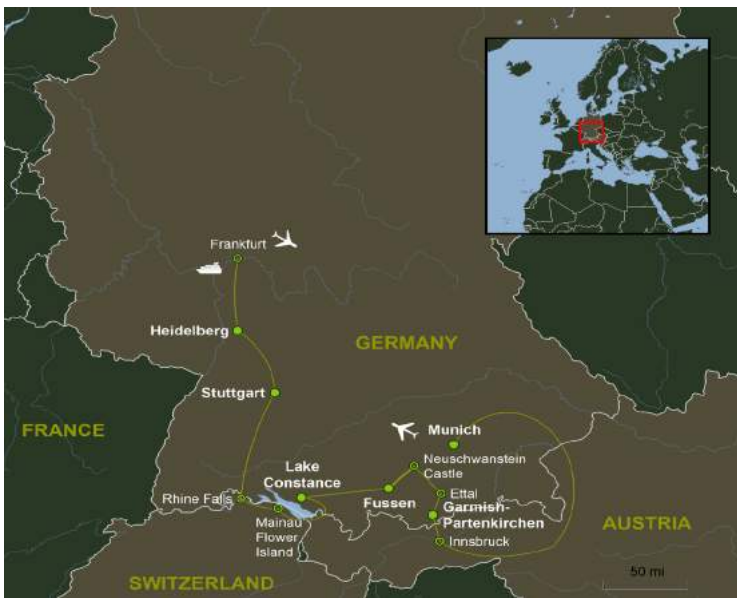 Frankfurt
Heidelberg
GERMANY
Stuttgart
FRANCE
Munich
Neuschwanstein
Castle
Lake
Constance
Rhine Falls
Fussen
Ettal
Garmish-
Partenkirchen
Mainau
Flower
Island
Innsbruck
AUSTRIA
SWITZERLAND
50 mi